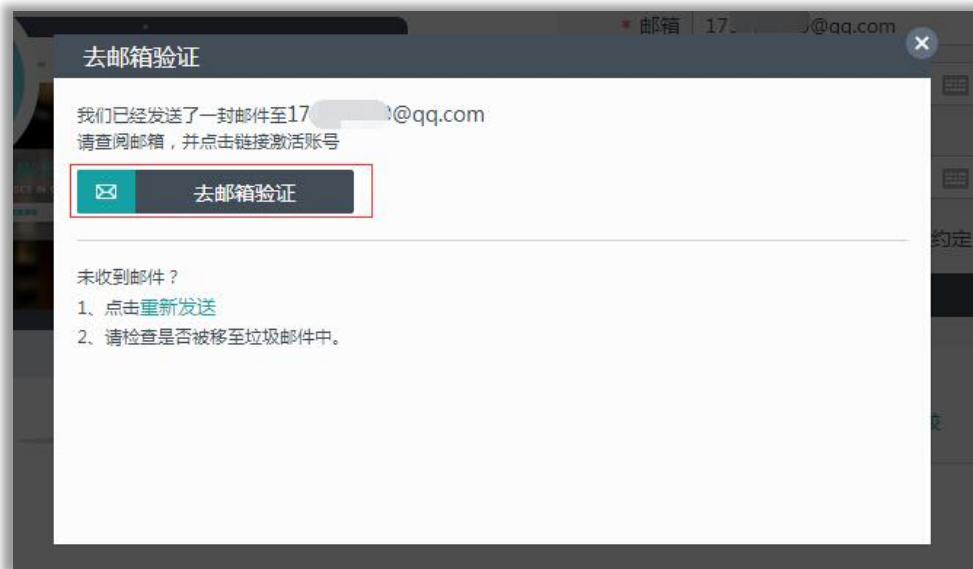 * 邮箱 17 @qq.com
去邮箱验证
我们已经发送了一封邮件至17 @qq.com
请查阅邮箱，并点击链接激活账号
去邮箱验证
约定
未收到邮件？
1、点击重新发送
2、请检查是否被移至垃圾邮件中。